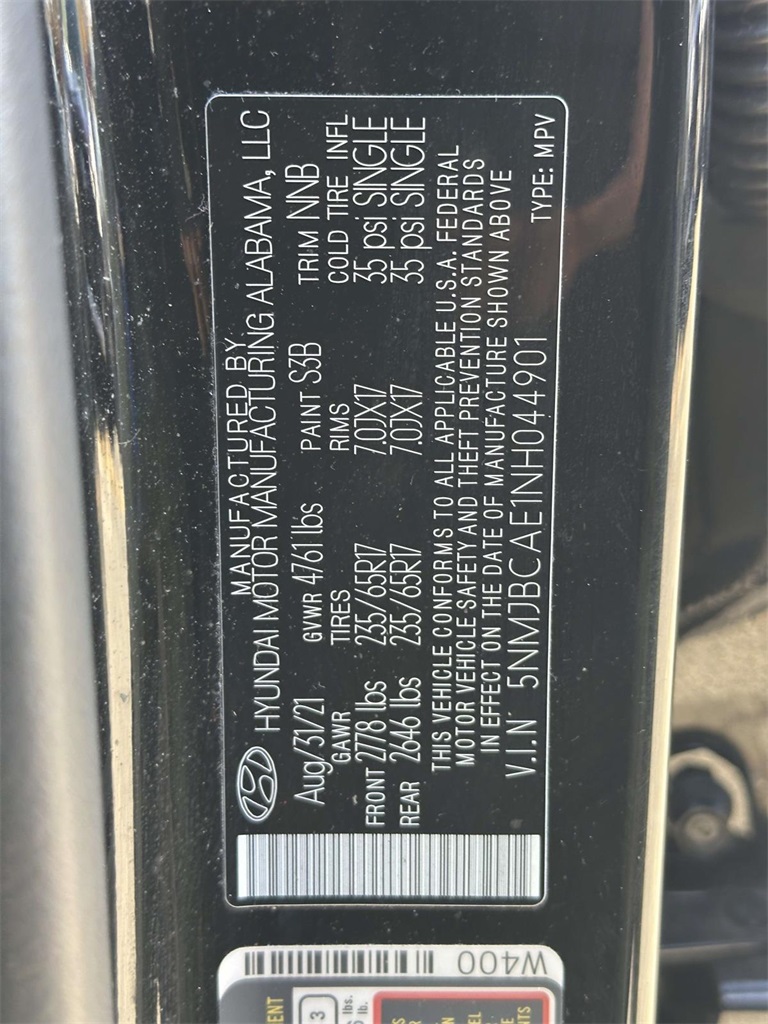 MANUFACTURED BY
HYUNDAI MOTOR MANUFACTURING ALABAMA, LLC
Aug/31/21 GVWR 4761 lbs PAINT S3B TRIM NNB
GAWR TIRES RIMS COLD TIRE INFL
FRONT 2778 lbs 235/65R17 7.0JX17 35 psi SINGLE
REAR 2646 lbs 235/65R17 7.0JX17 35 psi SINGLE
THIS VEHICLE CONFORMS TO ALL APPLICABLE U.S.A. FEDERAL
MOTOR VEHICLE SAFETY AND THEFT PREVENTION STANDARDS
IN EFFECT ON THE DATE OF MANUFACTURE SHOWN ABOVE
V.I.N 5NMJBCAE1NH044901 TYPE: MPV
W400
3
lbs.
lb.